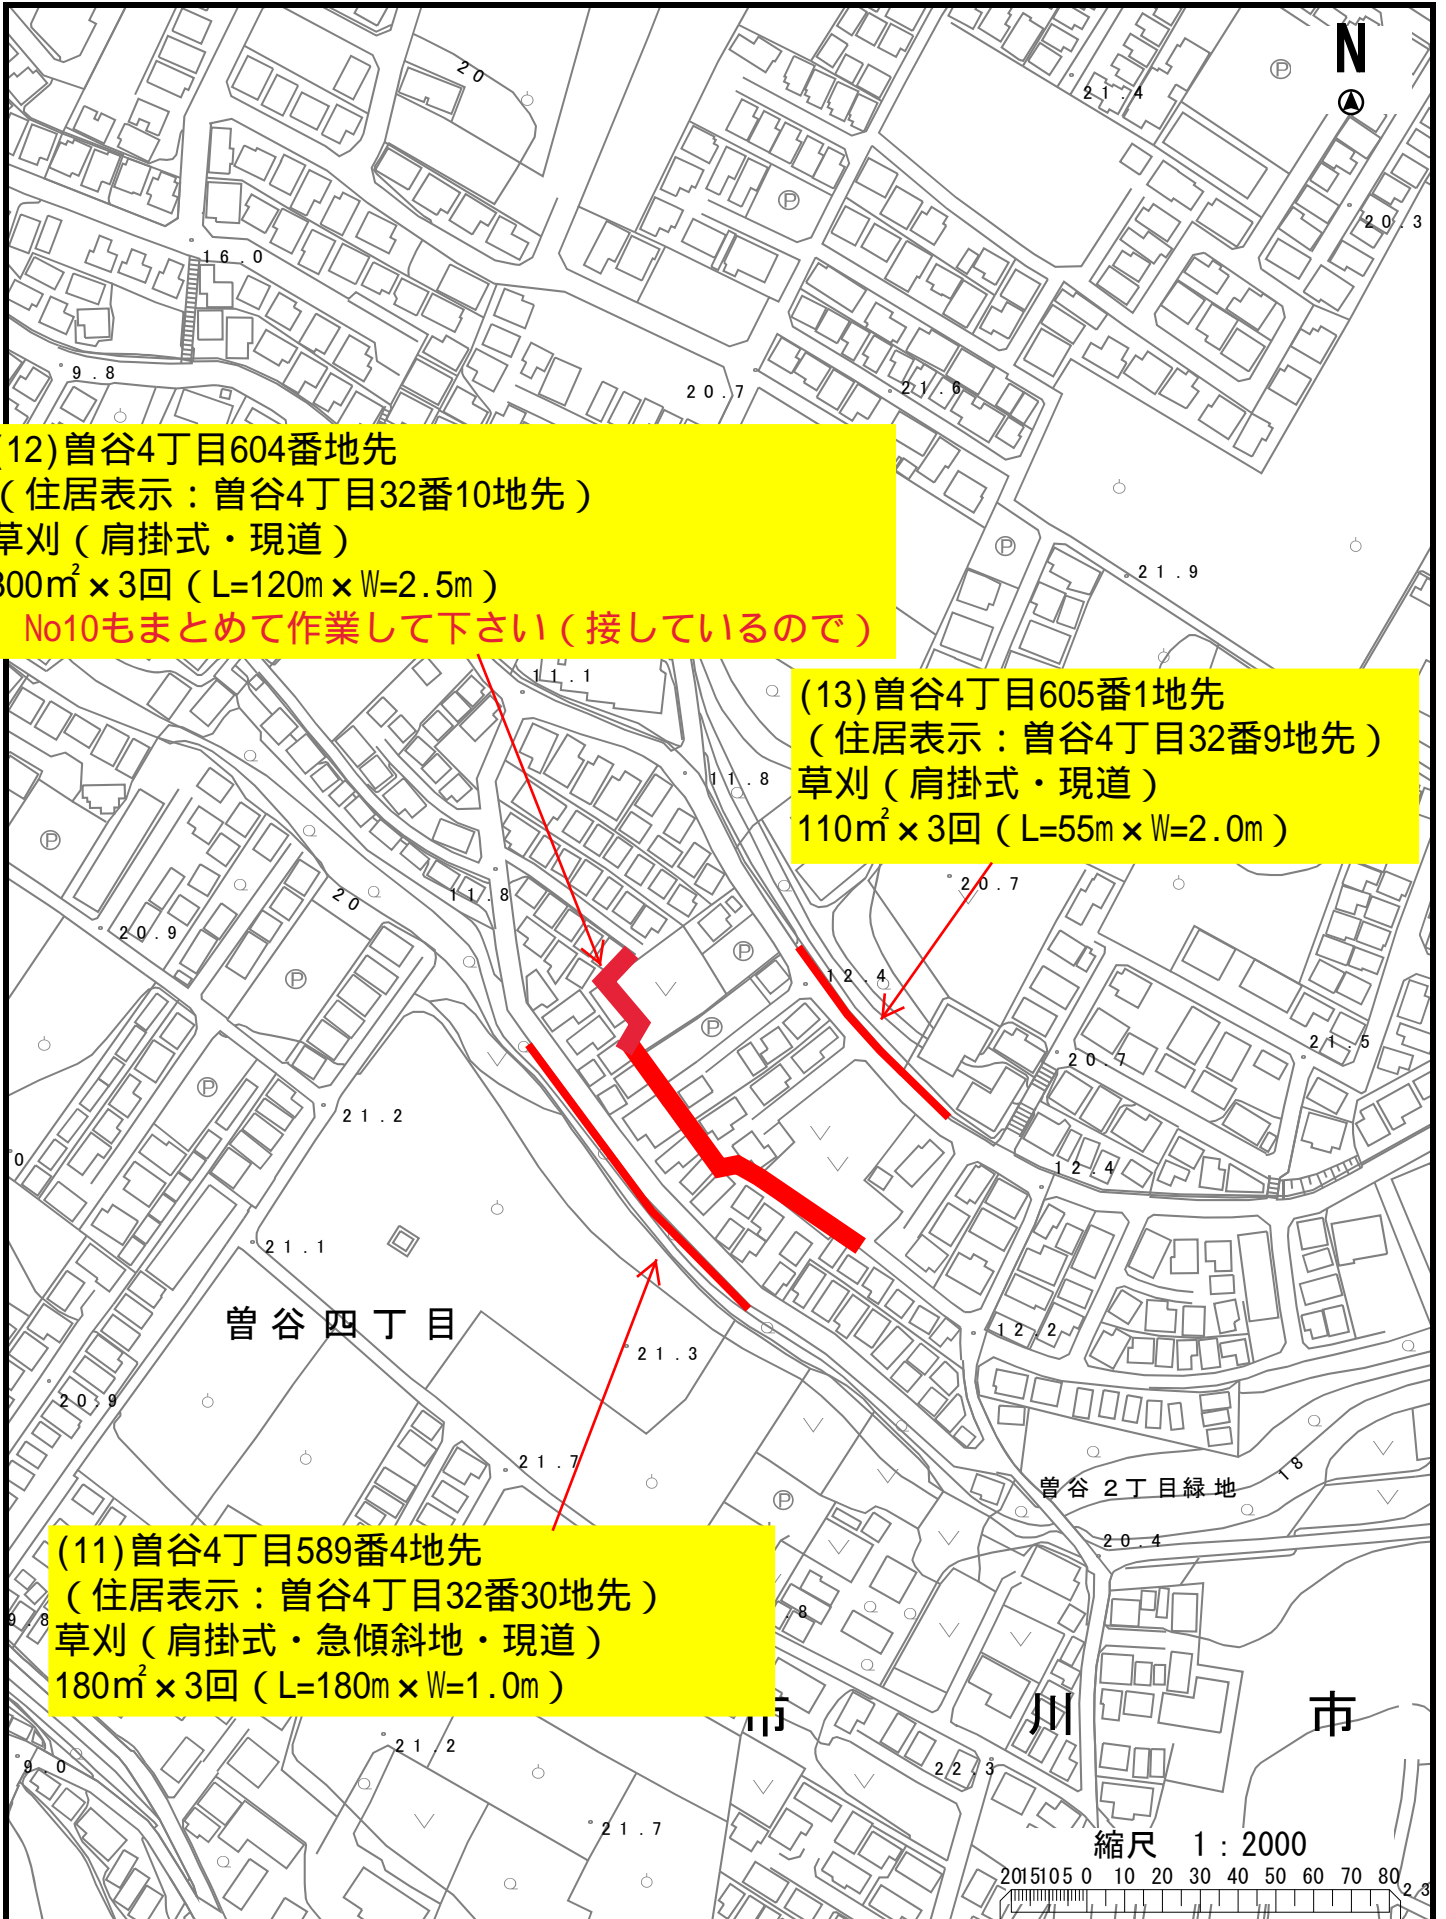 N
20
21.4
20.3
16.0
9.8
20.7
21.6
(12)曽谷4丁目604番地先
（住居表示：曽谷4丁目32番10地先）
草刈（肩掛式・現道）
300㎡×3回（L=120m×W=2.5m）
No10もまとめて作業して下さい（接しているので）
21.9
11.1
(13)曽谷4丁目605番1地先
（住居表示：曽谷4丁目32番9地先）
草刈（肩掛式・現道）
110㎡×3回（L=55m×W=2.0m）
11.8
20.7
11.8
20
20.9
12.4
21.5
20.7
21.2
12.4
21.1
曽谷四丁目
12.2
21.3
20.9
21.7
18
曽谷2丁目緑地
20.4
(11)曽谷4丁目589番4地先
（住居表示：曽谷4丁目32番30地先）
草刈（肩掛式・急傾斜地・現道）
180㎡×3回（L=180m×W=1.0m）
9.8
.8
市川市
21.2
9.0
22.3
21.7
縮尺　1：2000
20 15 10 5 0 10 20 30 40 50 60 70 80
P
P
P
P
P
P
P
P
P